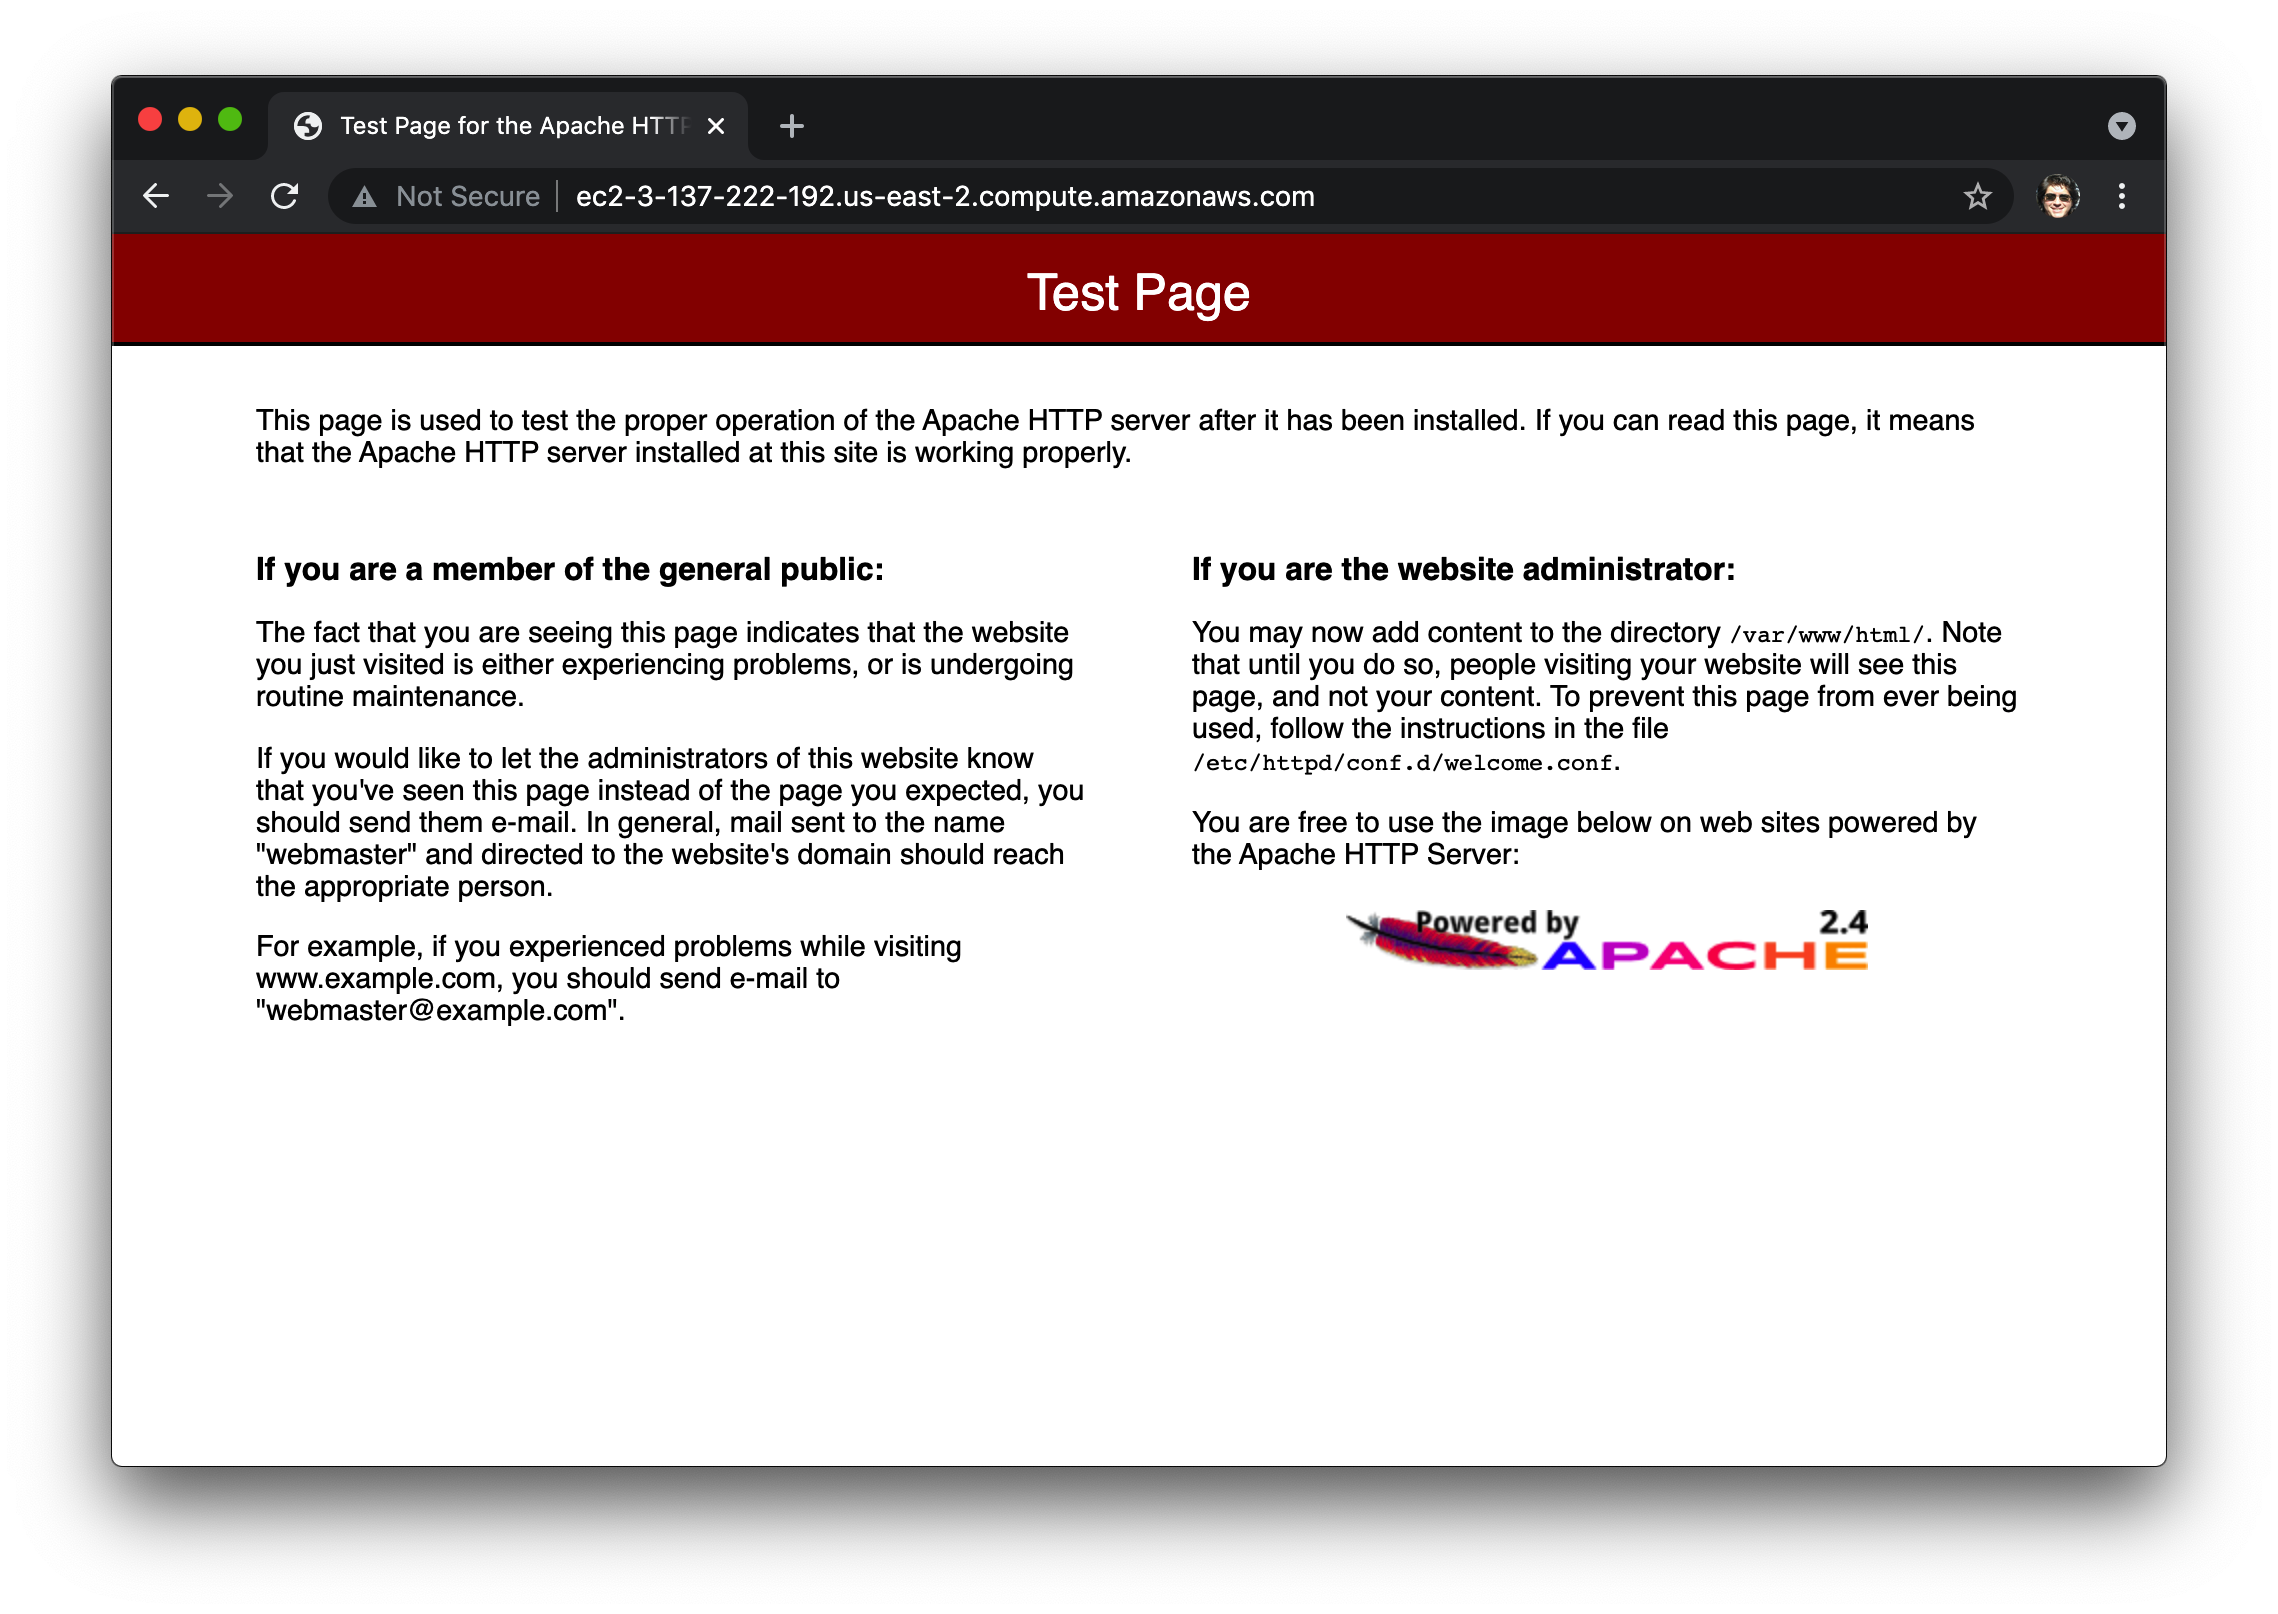 Test Page for the Apache HTTP
Not Secure
ec2-3-137-222-192.us-east-2.compute.amazonaws.com
Test Page
This page is used to test the proper operation of the Apache HTTP server after it has been installed. If you can read this page, it means
that the Apache HTTP server installed at this site is working properly.
If you are a member of the general public:
The fact that you are seeing this page indicates that the website
you just visited is either experiencing problems, or is undergoing
routine maintenance.
If you would like to let the administrators of this website know
that you've seen this page instead of the page you expected, you
should send them e-mail. In general, mail sent to the name
"webmaster" and directed to the website's domain should reach
the appropriate person.
For example, if you experienced problems while visiting
www.example.com, you should send e-mail to
"webmaster@example.com".
If you are the website administrator:
You may now add content to the directory /var/www/html/. Note
that until you do so, people visiting your website will see this
page, and not your content. To prevent this page from ever being
used, follow the instructions in the file
/etc/httpd/conf.d/welcome.conf.
You are free to use the image below on web sites powered by
the Apache HTTP Server:
Powered by 2.4
APACHE